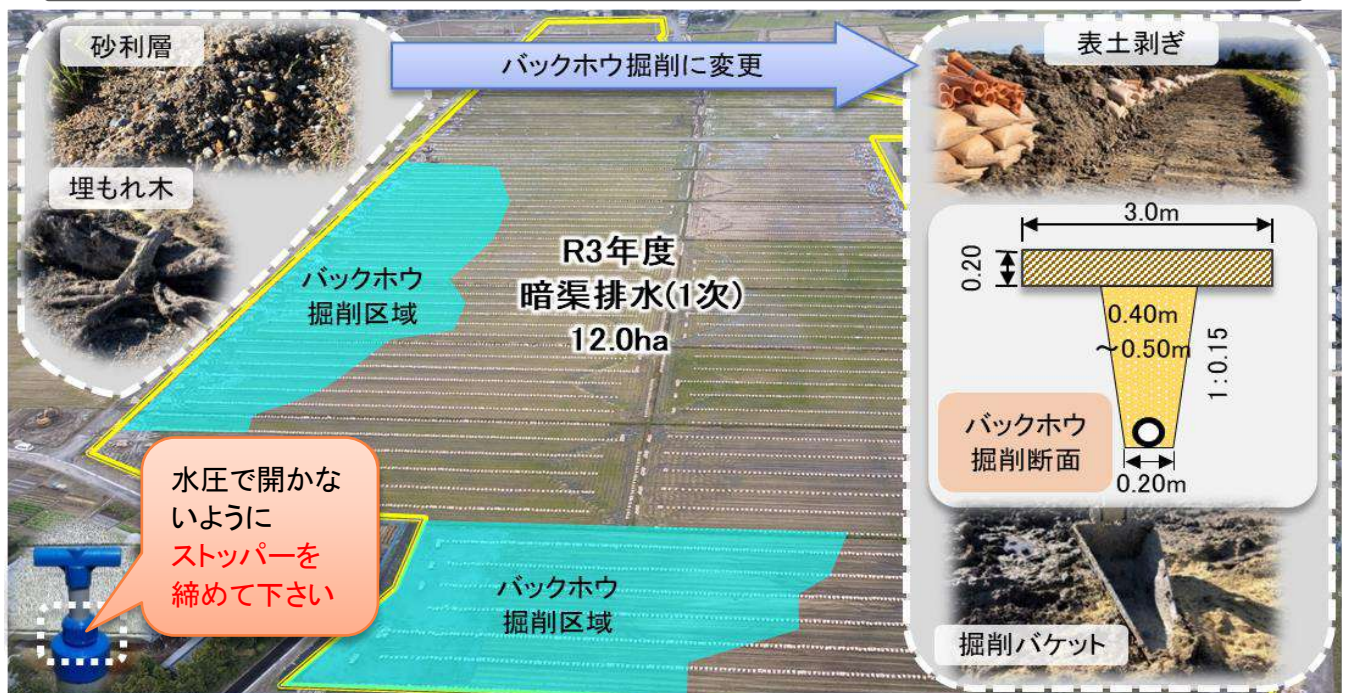 砂利層
バックホウ掘削に変更
表土剥ぎ
埋もれ木
3.0m
0.20
0.40m
～0.50m
1:0.15
バックホウ
掘削断面
0.20m
バックホウ
掘削区域
R3年度
暗渠排水(1次)
12.0ha
水圧で開かな
いように
ストッパーを
締めて下さい
バックホウ
掘削区域
掘削バケット